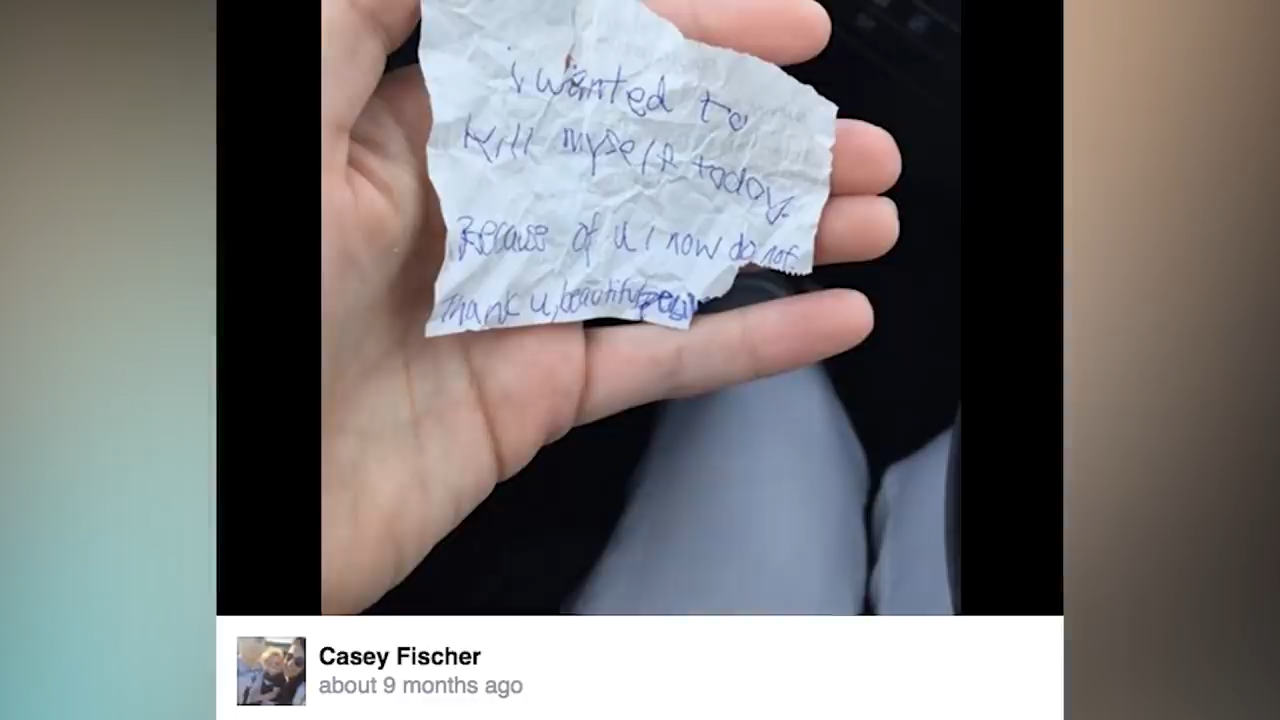 i wanted to
kill myself today.
Because of u i now do not.
Thank u, beautiful
Casey Fischer
about 9 months ago